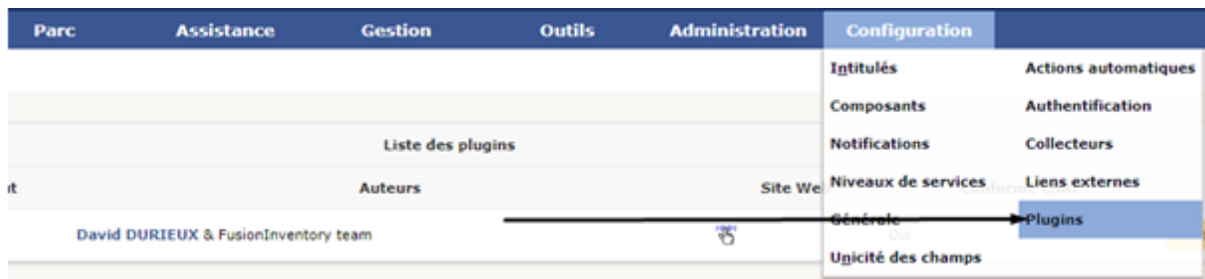 Parc Assistance Gestion Outils Administration Configuration
Intitulés Actions automatiques
Composants Authentification
Liste des plugins Notifications Collecteurs
Auteurs Site We Niveaux de services Liens externes
David DURIEUX & FusionInventory team Générale Plugins
Unicité des champs